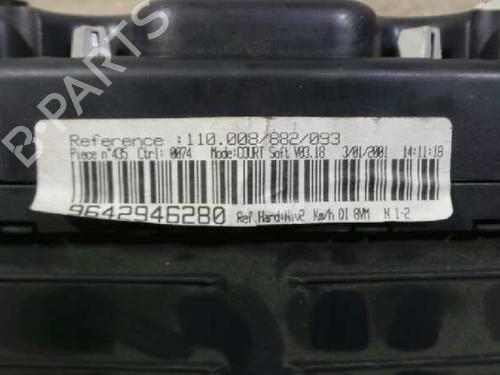 B-PARTS
Reference :110.008/882/093
Piece n°435 Ctrl: 0074 Mode:COURT Soft V03.18 3/01/2001 14:11:18
9642946280 Ref.Hard:Niv2 Km/h DI 8VM N 1-2